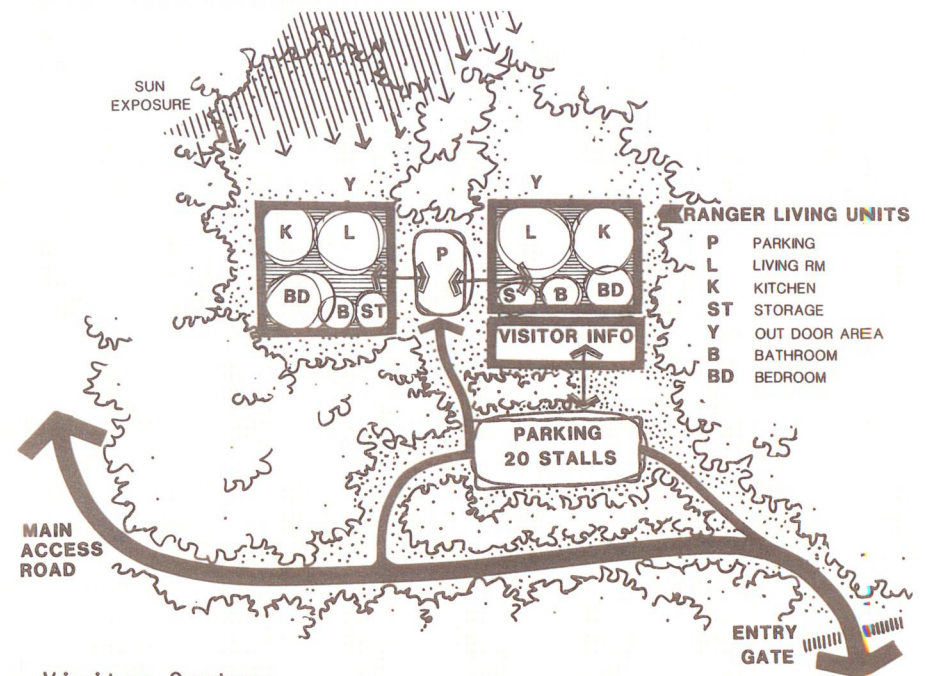 SUN
EXPOSURE
Y
Y
K
L
P
L
K
BD
B
ST
S
B
BD
RANGER LIVING UNITS
P PARKING
L LIVING RM
K KITCHEN
ST STORAGE
Y OUT DOOR AREA
B BATHROOM
BD BEDROOM
VISITOR INFO
PARKING
20 STALLS
MAIN
ACCESS
ROAD
ENTRY
GATE